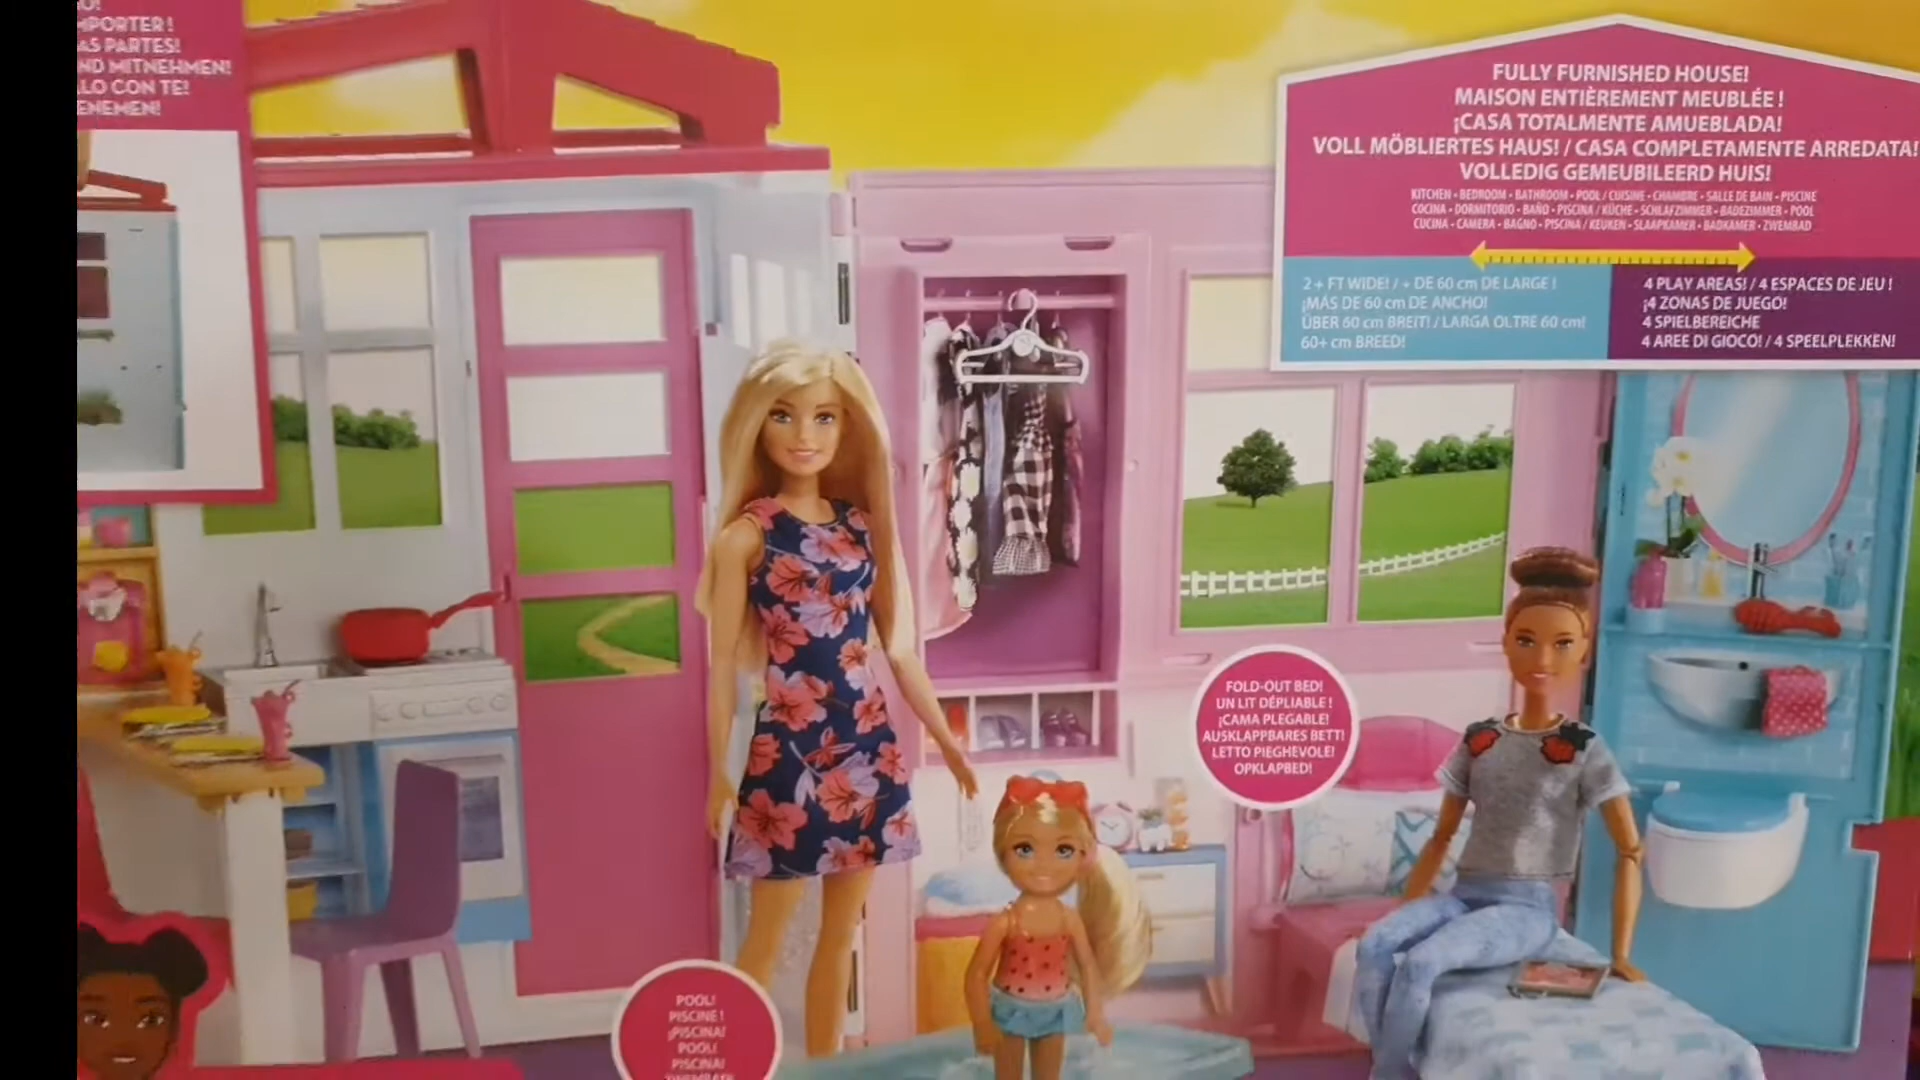 MPORTER !
AS PARTES!
ND MITNEHMEN!
LO CON TE!
ENEMEN!
FULLY FURNISHED HOUSE!
MAISON ENTIÈREMENT MEUBLÉE !
¡CASA TOTALMENTE AMUEBLADA!
VOLL MÖBLIERTES HAUS! / CASA COMPLETAMENTE ARREDATA!
VOLLEDIG GEMEUBILEERD HUIS!
KITCHEN • BEDROOM • BATHROOM • POOL / CUISINE • CHAMBRE • SALLE DE BAIN • PISCINE
COCINA • DORMITORIO • BAÑO • PISCINA / KÜCHE • SCHLAFZIMMER • BADEZIMMER • POOL
CUCINA • CAMERA • BAGNO • PISCINA / KEUKEN • SLAAPKAMER • BADKAMER • ZWEMBAD
2 + FT WIDE! / + DE 60 cm DE LARGE !
¡MÁS DE 60 cm DE ANCHO!
ÜBER 60 cm BREIT! / LARGA OLTRE 60 cm!
60+ cm BREED!
4 PLAY AREAS! / 4 ESPACES DE JEU !
¡4 ZONAS DE JUEGO!
4 SPIELBEREICHE
4 AREE DI GIOCO! / 4 SPEELPLEKKEN!
FOLD-OUT BED!
UN LIT DÉPLIABLE !
¡CAMA PLEGABLE!
AUSKLAPPBARES BETT!
LETTO PIEGHEVOLE!
OPKLAPBED!
POOL!
PISCINE !
¡PISCINA!
POOL!
PISCINA!